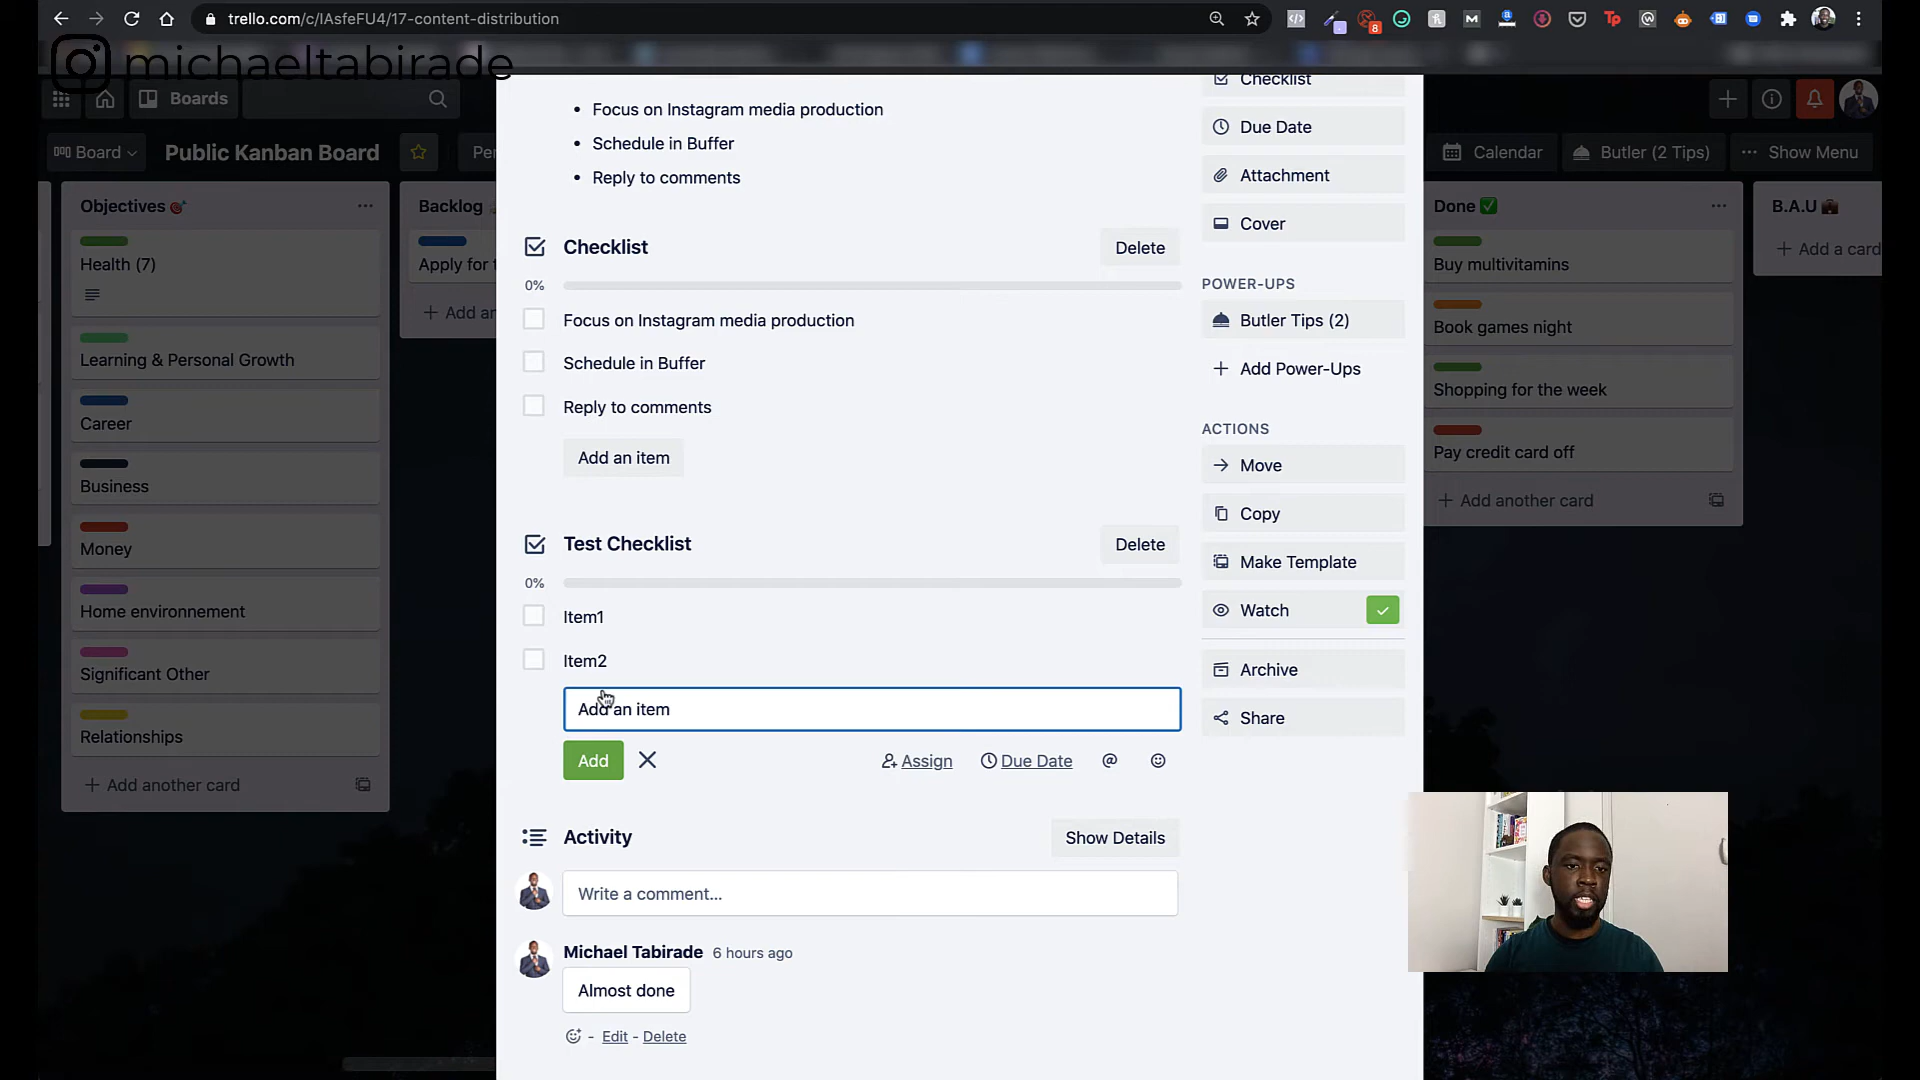 trello.com/c/IAsfeFU4/17-content-distribution
8
michaeltabirade
Boards
Board
Public Kanban Board
Calendar
Butler (2 Tips)
Show Menu
Objectives
Health (7)
Learning & Personal Growth
Career
Business
Money
Home environnement
Significant Other
Relationships
Add another card
Backlog
Focus on Instagram media production
Schedule in Buffer
Reply to comments
Checklist
Delete
0%
Focus on Instagram media production
Schedule in Buffer
Reply to comments
Add an item
Test Checklist
Delete
0%
Item1
Item2
Add an item
Add
Assign
Due Date
@
Activity
Show Details
Write a comment...
Michael Tabirade 6 hours ago
Almost done
- Edit - Delete
Checklist
Due Date
Attachment
Cover
POWER-UPS
Butler Tips (2)
Add Power-Ups
ACTIONS
Move
Copy
Make Template
Watch
Archive
Share
Done
Buy multivitamins
Book games night
Shopping for the week
Pay credit card off
Add another card
B.A.U
Add a card